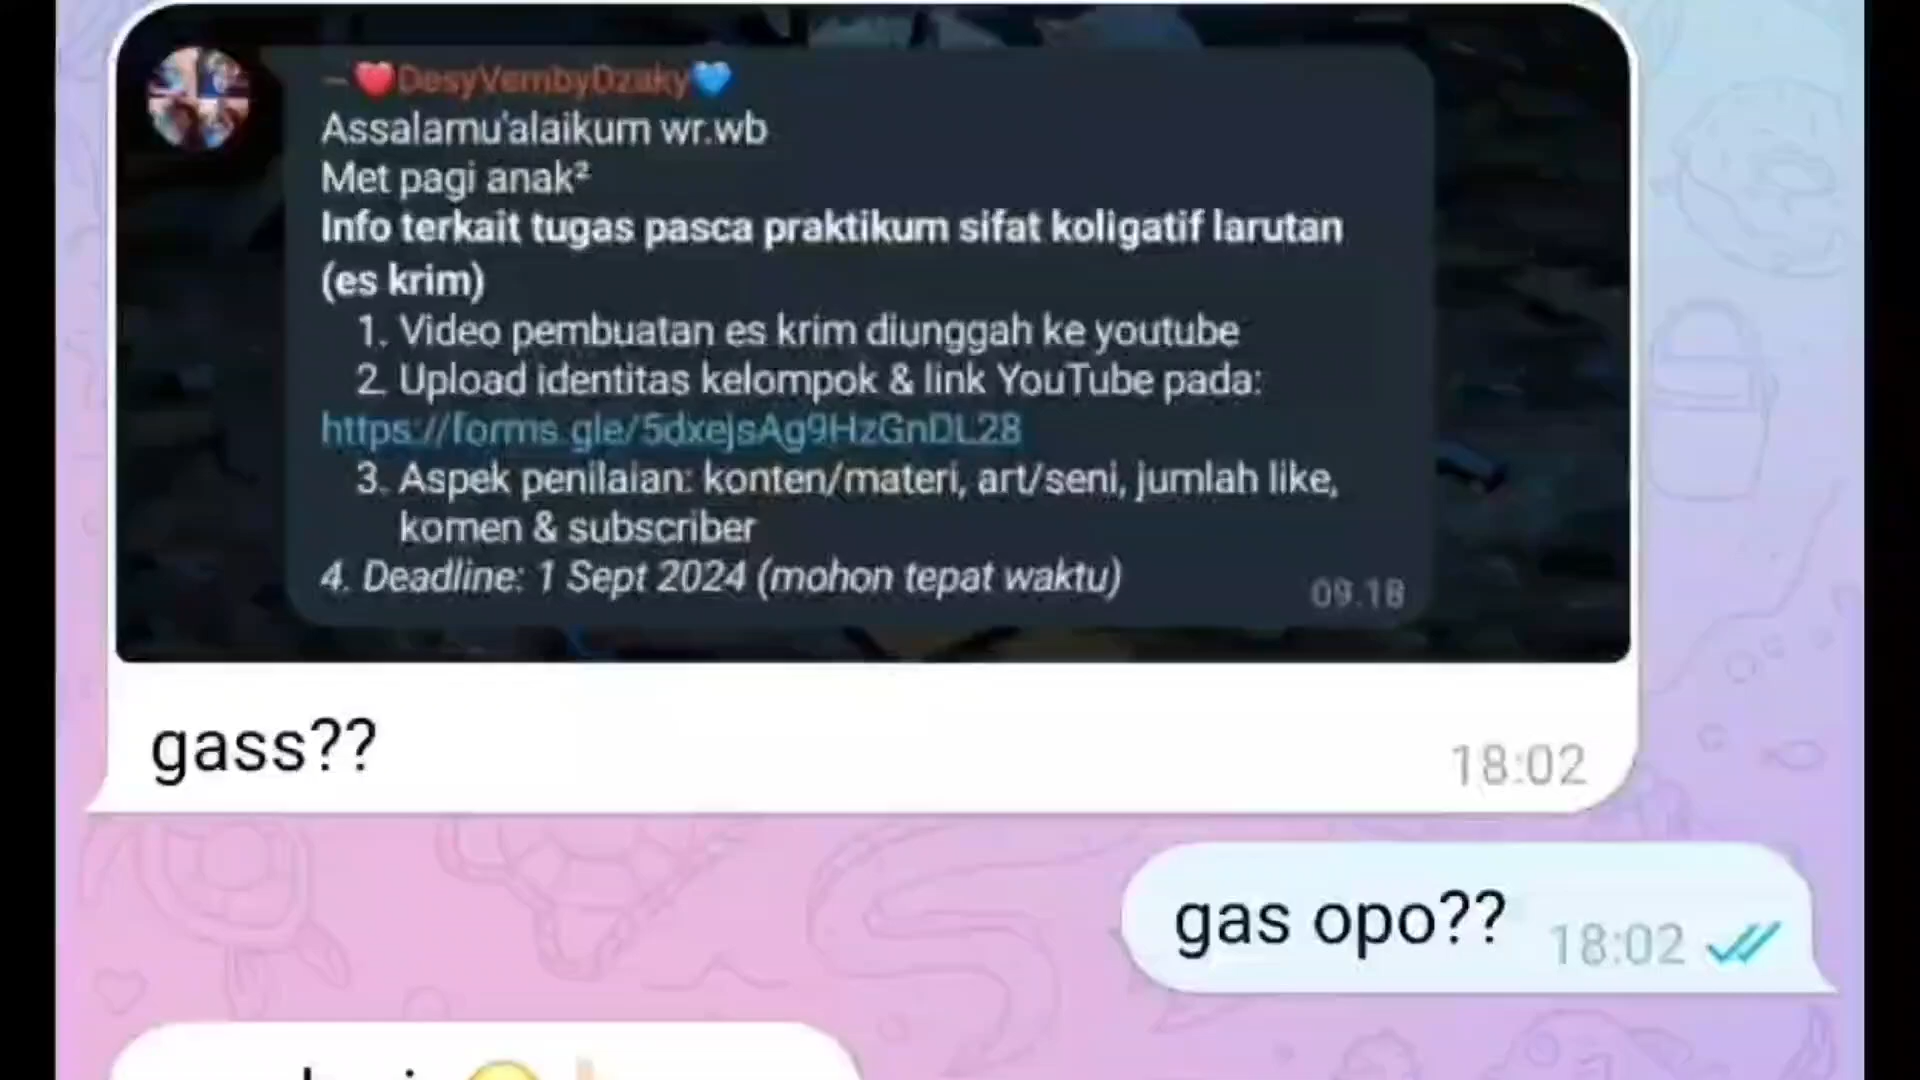 DesyVembyDzaky
Assalamu'alaikum wr.wb
Met pagi anak²
Info terkait tugas pasca praktikum sifat koligatif larutan
(es krim)
1. Video pembuatan es krim diunggah ke youtube
2. Upload identitas kelompok & link YouTube pada:
https://forms.gle/5dxejsAg9HzGnDL28
3. Aspek penilaian: konten/materi, art/seni, jumlah like,
komen & subscriber
4. Deadline: 1 Sept 2024 (mohon tepat waktu)
09.18
gass??
18:02
gas opo??
18:02